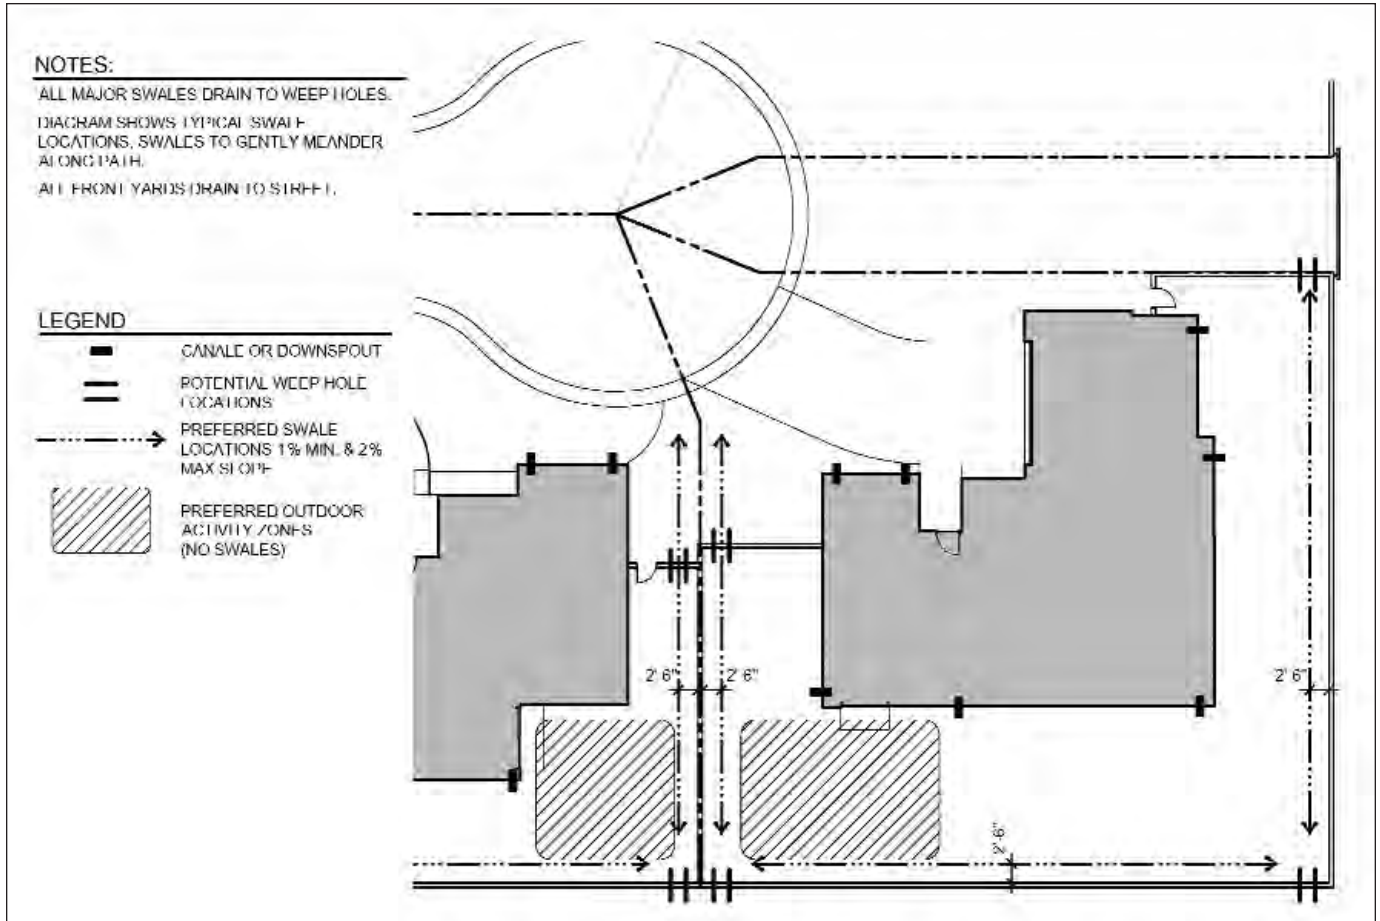 NOTES:
ALL MAJOR SWALES DRAIN TO WEEP HOLES.
DIAGRAM SHOWS TYPICAL SWALE
LOCATIONS, SWALES TO GENTLY MEANDER
ALONG PATH.
ALL FRONT YARDS DRAIN TO STREET.
LEGEND
CANALE OR DOWNSPOUT
POTENTIAL WEEP HOLE
LOCATIONS
PREFERRED SWALE
LOCATIONS 1% MIN. & 2%
MAX SLOPE
PREFERRED OUTDOOR
ACTIVITY ZONES
(NO SWALES)
2'6"
2'6"
2'6"
2'6"